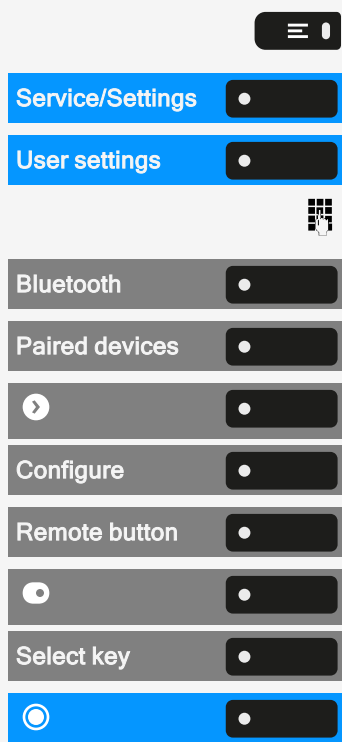 Service/Settings
User settings
Bluetooth
Paired devices
Configure
Remote button
Select key